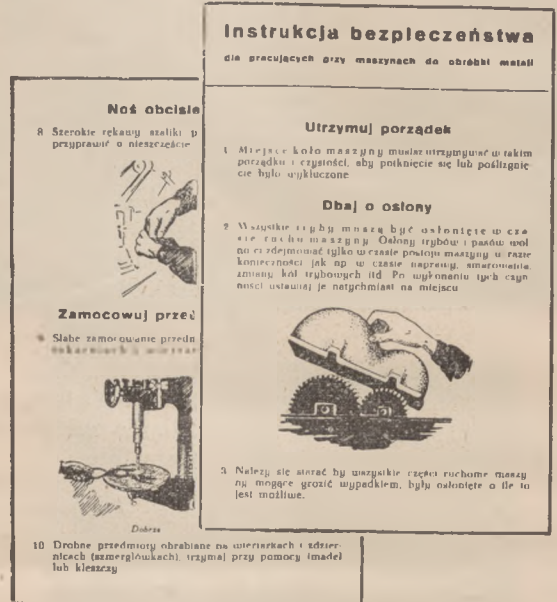 Instrukcja bezpieczeństwa
dla pracujących przy maszynach do obróbki metali
Utrzymuj porządek
1 Miejsce koło maszyny musisz utrzymywać w takim
porządku i czystości, aby potknięcie się lub poślizgnię
cie było wykluczone
Dbaj o osłony
2 Wszystkie tryby muszą być osłonięte w cza
sie ruchu maszyny Osłony trybów i pasów wol
no ci zdejmować tylko w czasie postoju maszyny w razie
konieczności jak np w czasie naprawy, smarowania,
zmiany kół trybowych itd Po wykonaniu tych czyn
ności ustawiaj je natychmiast na miejscu
3 Należy się starać by wszystkie części ruchome maszy
ny mogące grozić wypadkiem, były osłonięte o ile to
jest możliwe.
Noś obcisłe
8 Szerokie rękawy szaliki p
przyprawić o nieszczęście
Zamocowuj przed
Słabe zamocowanie przedm
Dobrze
10 Drobne przedmioty obrabiane na wiertarkach i zdzier-
nicach (szmerglówkach), trzymaj przy pomocy imadeł
lub kleszczy